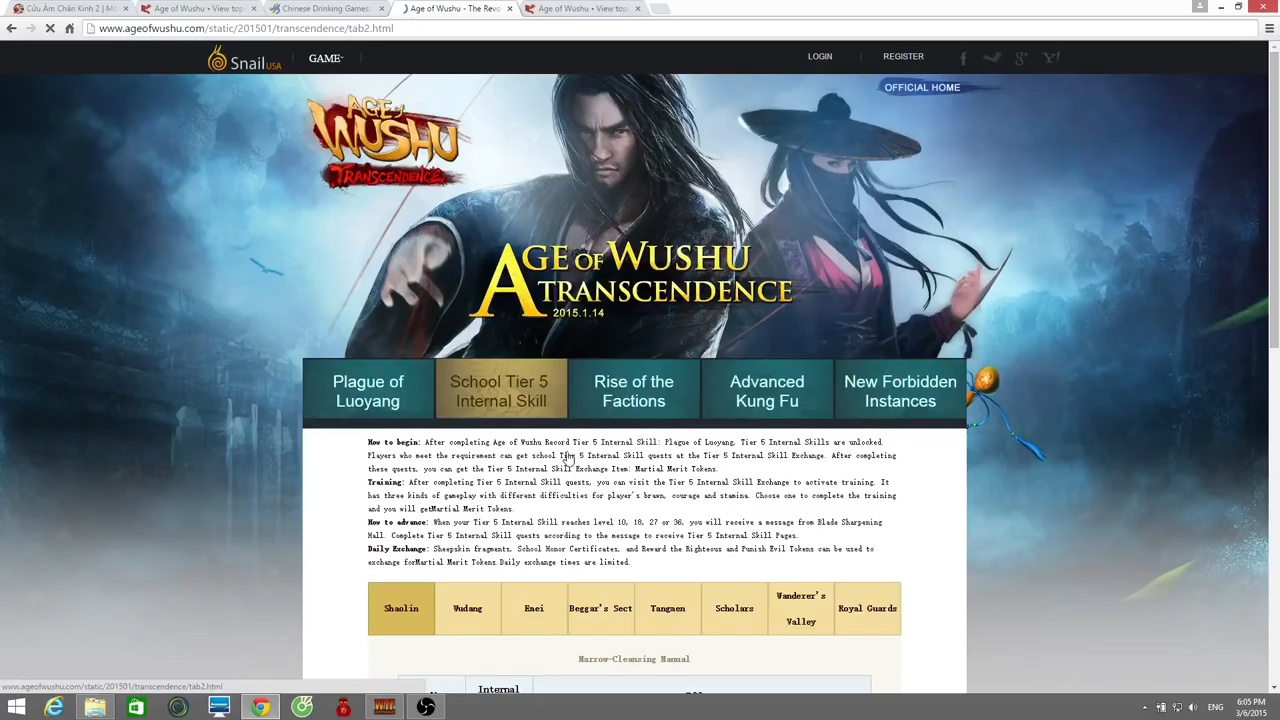 Cửu Âm Chân Kinh 2 | Mó
Age of Wushu • View top
Chinese Drinking Games:
Age of Wushu - The Revo
Age of Wushu • View top
www.ageofwushu.com/static/201501/transcendence/tab2.html
Snail USA
GAME
LOGIN
REGISTER
OFFICIAL HOME
AGE of WUSHU TRANSCENDENCE
AGE OF WUSHU
TRANSCENDENCE
2015.1.14
Plague of Luoyang
School Tier 5 Internal Skill
Rise of the Factions
Advanced Kung Fu
New Forbidden Instances
How to begin: After completing Age of Wushu Record Tier 5 Internal Skill: Plague of Luoyang, Tier 5 Internal Skills are unlocked.
Players who meet the requirement can get school Tier 5 Internal Skill quests at the Tier 5 Internal Skill Exchange. After completing
these quests, you can get the Tier 5 Internal Skill Exchange Item: Martial Merit Tokens.
Training: After completing Tier 5 Internal Skill quests, you can visit the Tier 5 Internal Skill Exchange to activate training. It
has three kinds of gameplay with different difficulties for player's brawn, courage and stamina. Choose one to complete the training
and you will getMartial Merit Tokens.
How to advance: When your Tier 5 Internal Skill reaches level 10, 18, 27 or 36, you will receive a message from Blade Sharpening
Mall. Complete Tier 5 Internal Skill quests according to the message to receive Tier 5 Internal Skill Pages.
Daily Exchange: Sheepskin fragments, School Honor Certificates, and Reward the Righteous and Punish Evil Tokens can be used to
exchange forMartial Merit Tokens.Daily exchange times are limited.
Shaolin
Wudang
Emei
Beggar's Sect
Tangmen
Scholars
Wanderer's Valley
Royal Guards
Marrow-Cleansing Manual
Internal
www.ageofwushu.com/static/201501/transcendence/tab2.html
ENG
6:05 PM
3/6/2015